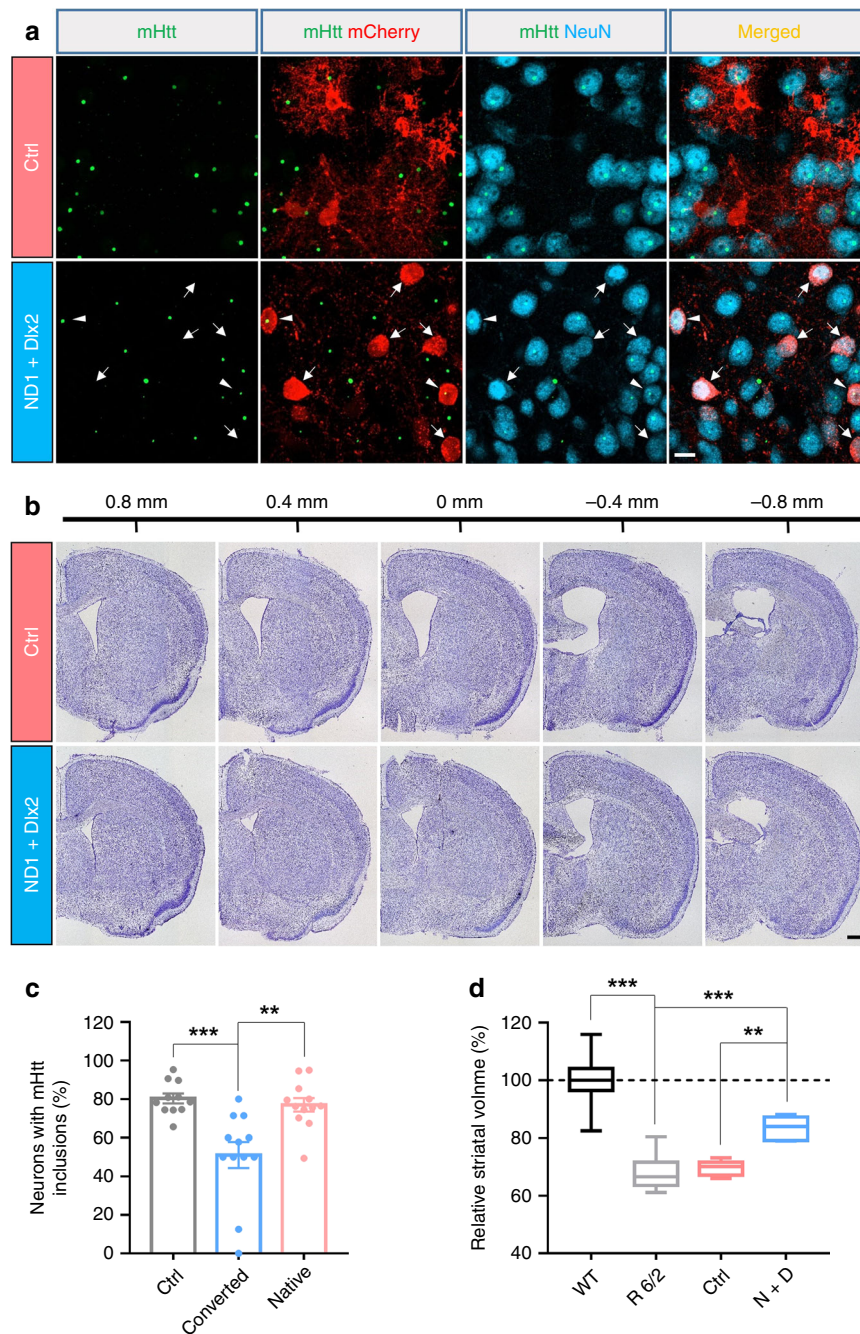 a
mHtt
mHtt mCherry
mHtt NeuN
Merged
Ctrl
ND1 + Dlx2
b
0.8 mm
0.4 mm
0 mm
–0.4 mm
–0.8 mm
Ctrl
ND1 + Dlx2
c
Neurons with mHtt
inclusions (%)
120
100
80
60
40
20
0
***
**
Ctrl
Converted
Native
d
Relative striatal volnme (%)
120
100
80
60
40
***
***
**
WT
R 6/2
Ctrl
N + D